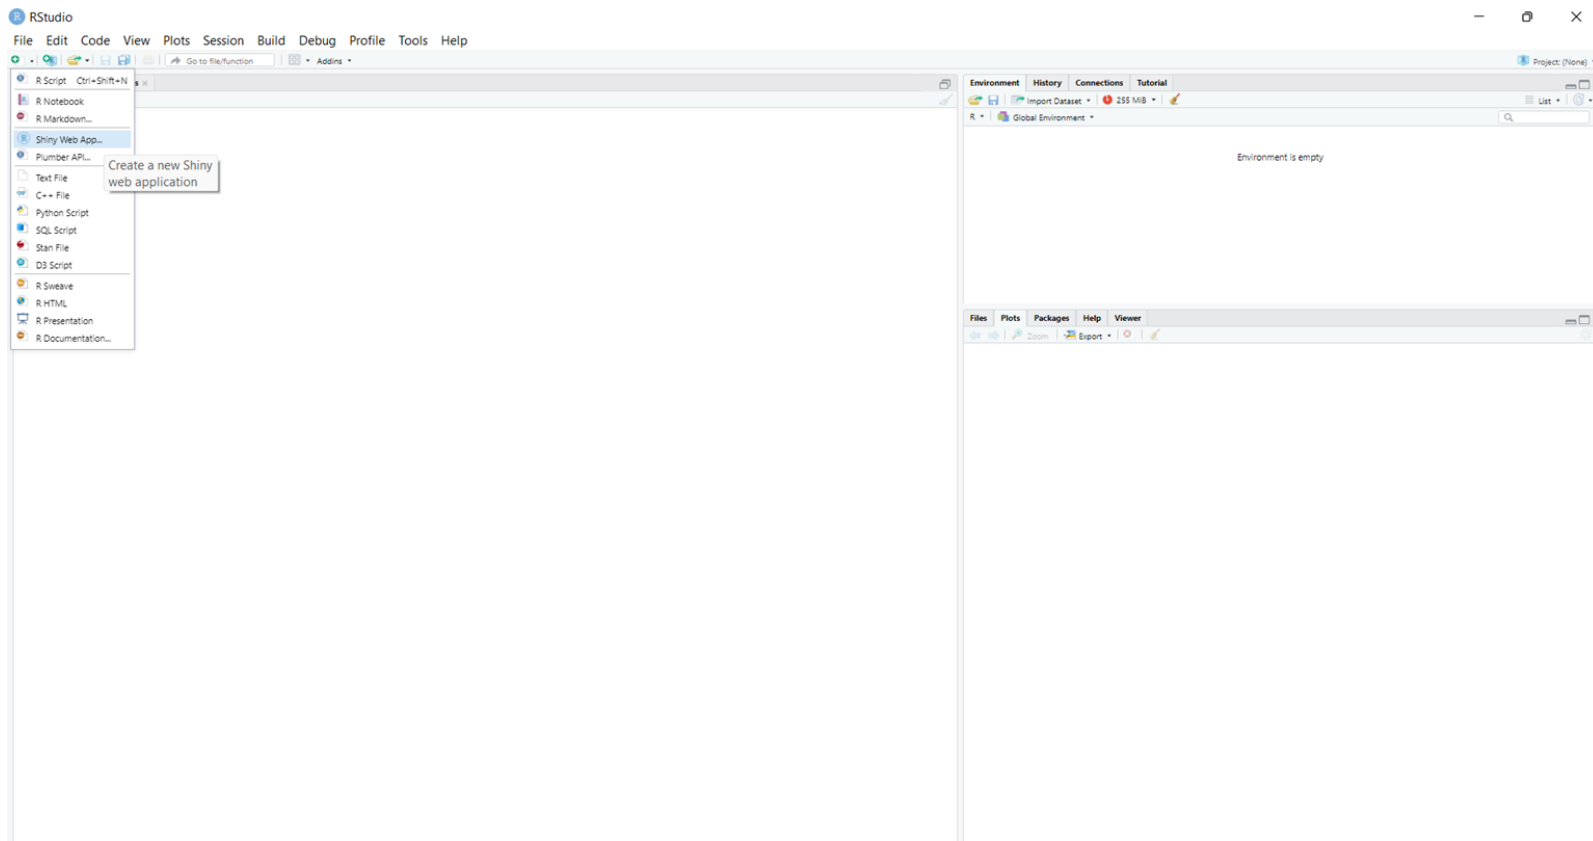 RStudio
File Edit Code View Plots Session Build Debug Profile Tools Help
Go to file/function Addins Project: (None)
R Script Ctrl+Shift+N
s ×
R Notebook
R Markdown...
Shiny Web App...
Plumber API...
Create a new Shiny
web application
Text File
C++ File
Python Script
SQL Script
Stan File
D3 Script
R Sweave
R HTML
R Presentation
R Documentation...
Environment History Connections Tutorial
Import Dataset 255 MiB List
R Global Environment
Environment is empty
Files Plots Packages Help Viewer
Zoom Export